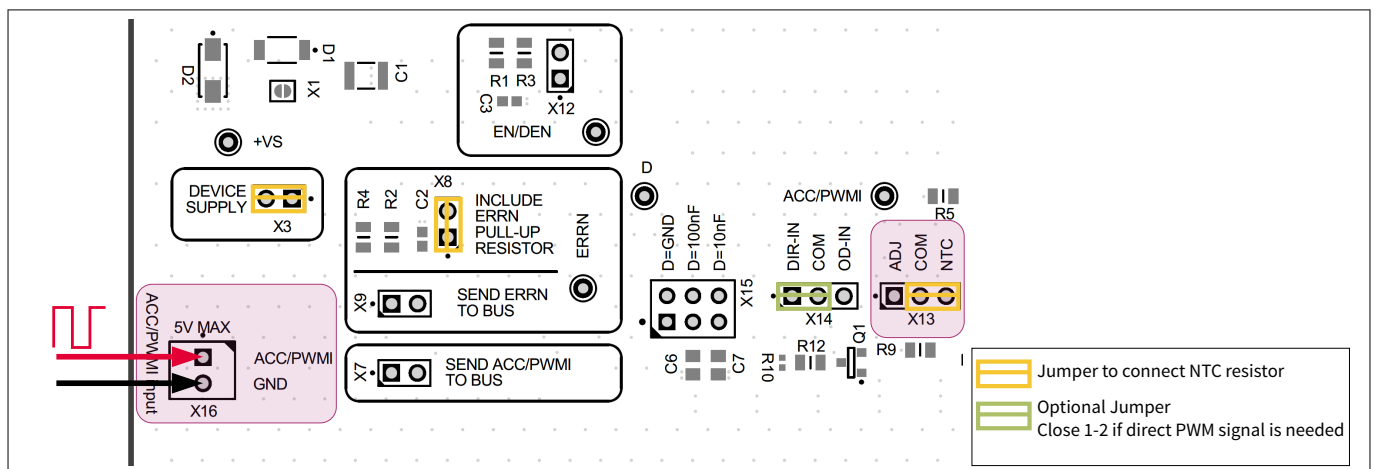 D2
D1
X1
C1
+VS
R1 R3
C3
X12
EN/DEN
DEVICE
SUPPLY
X3
R4
R2
C2
X8
INCLUDE
ERRN
PULL-UP
RESISTOR
ERRN
X9
SEND ERRN
TO BUS
X7
SEND ACC/PWMI
TO BUS
D
D=GND
D=100nF
D=10nF
X15
C6
C7
ACC/PWMI
R5
DIR-IN
COM
OD-IN
X14
ADJ
COM
NTC
X13
R10
R12
Q1
R9
ACC/PWMI Input
5V MAX
ACC/PWMI
GND
X16
Jumper to connect NTC resistor
Optional Jumper
Close 1-2 if direct PWM signal is needed